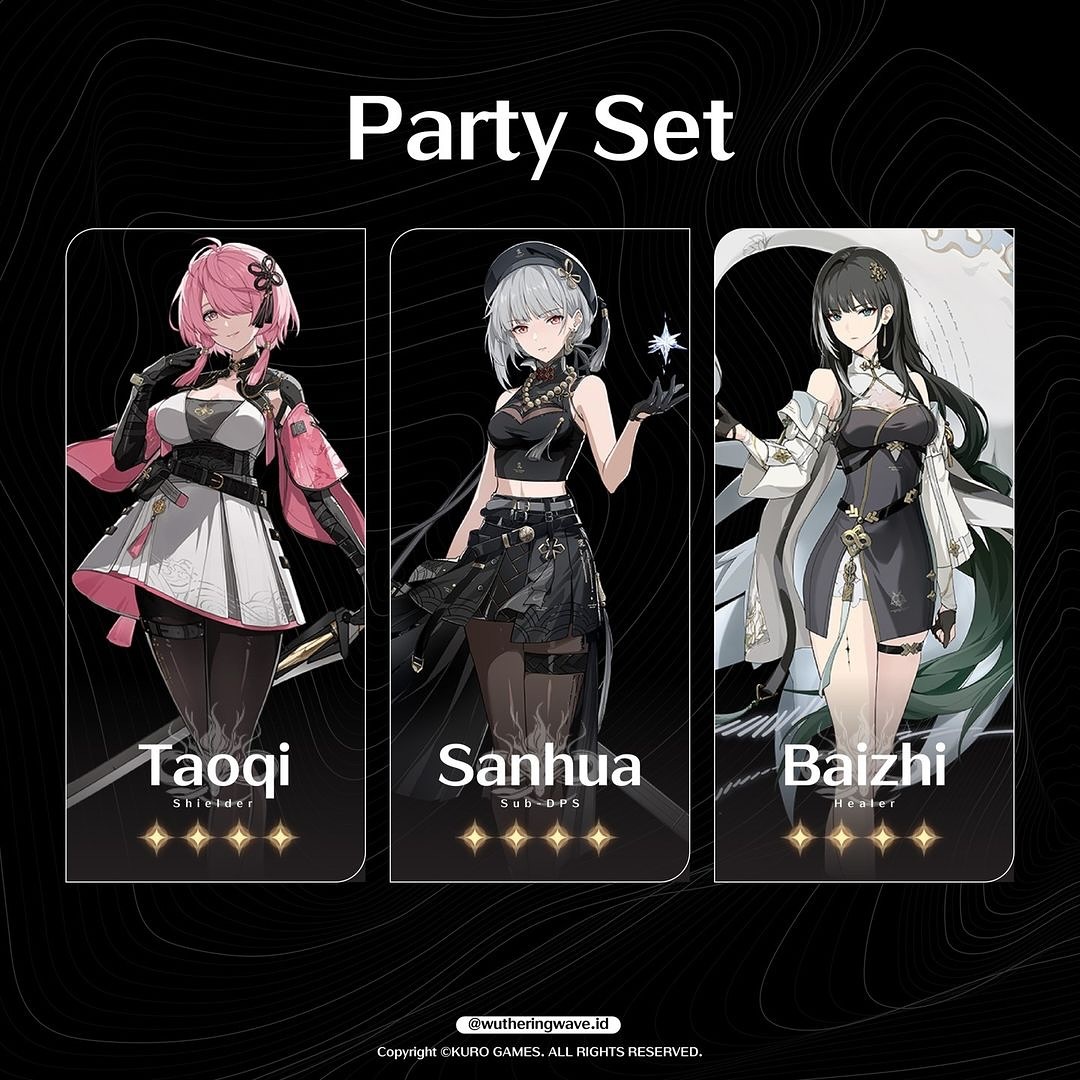 Party Set
Taoqi
Shielder
Sanhua
Sub-DPS
Baizhi
Healer
@wutheringwave.id
Copyright ©KURO GAMES. ALL RIGHTS RESERVED.